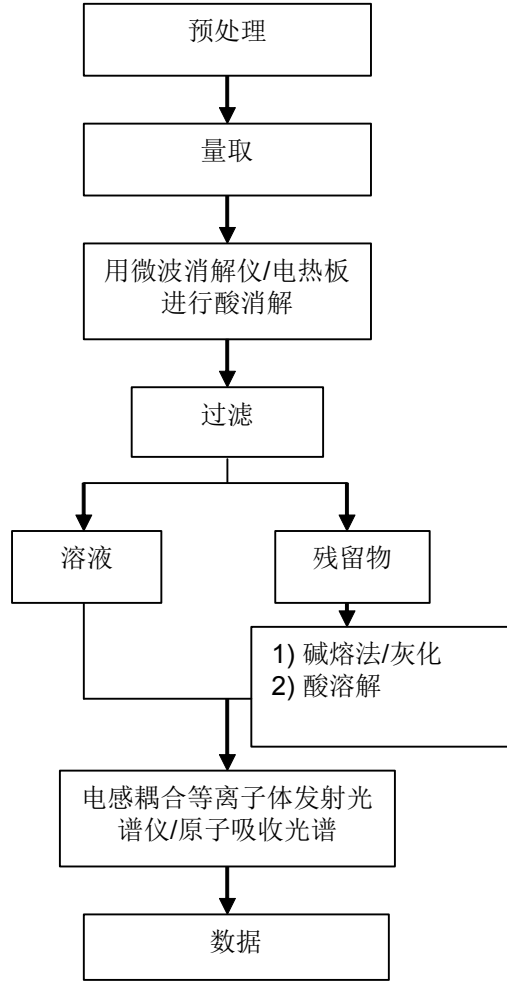 预处理
量取
用微波消解仪/电热板
进行酸消解
过滤
溶液
残留物
1) 碱熔法/灰化
2) 酸溶解
电感耦合等离子体发射光
谱仪/原子吸收光谱
数据